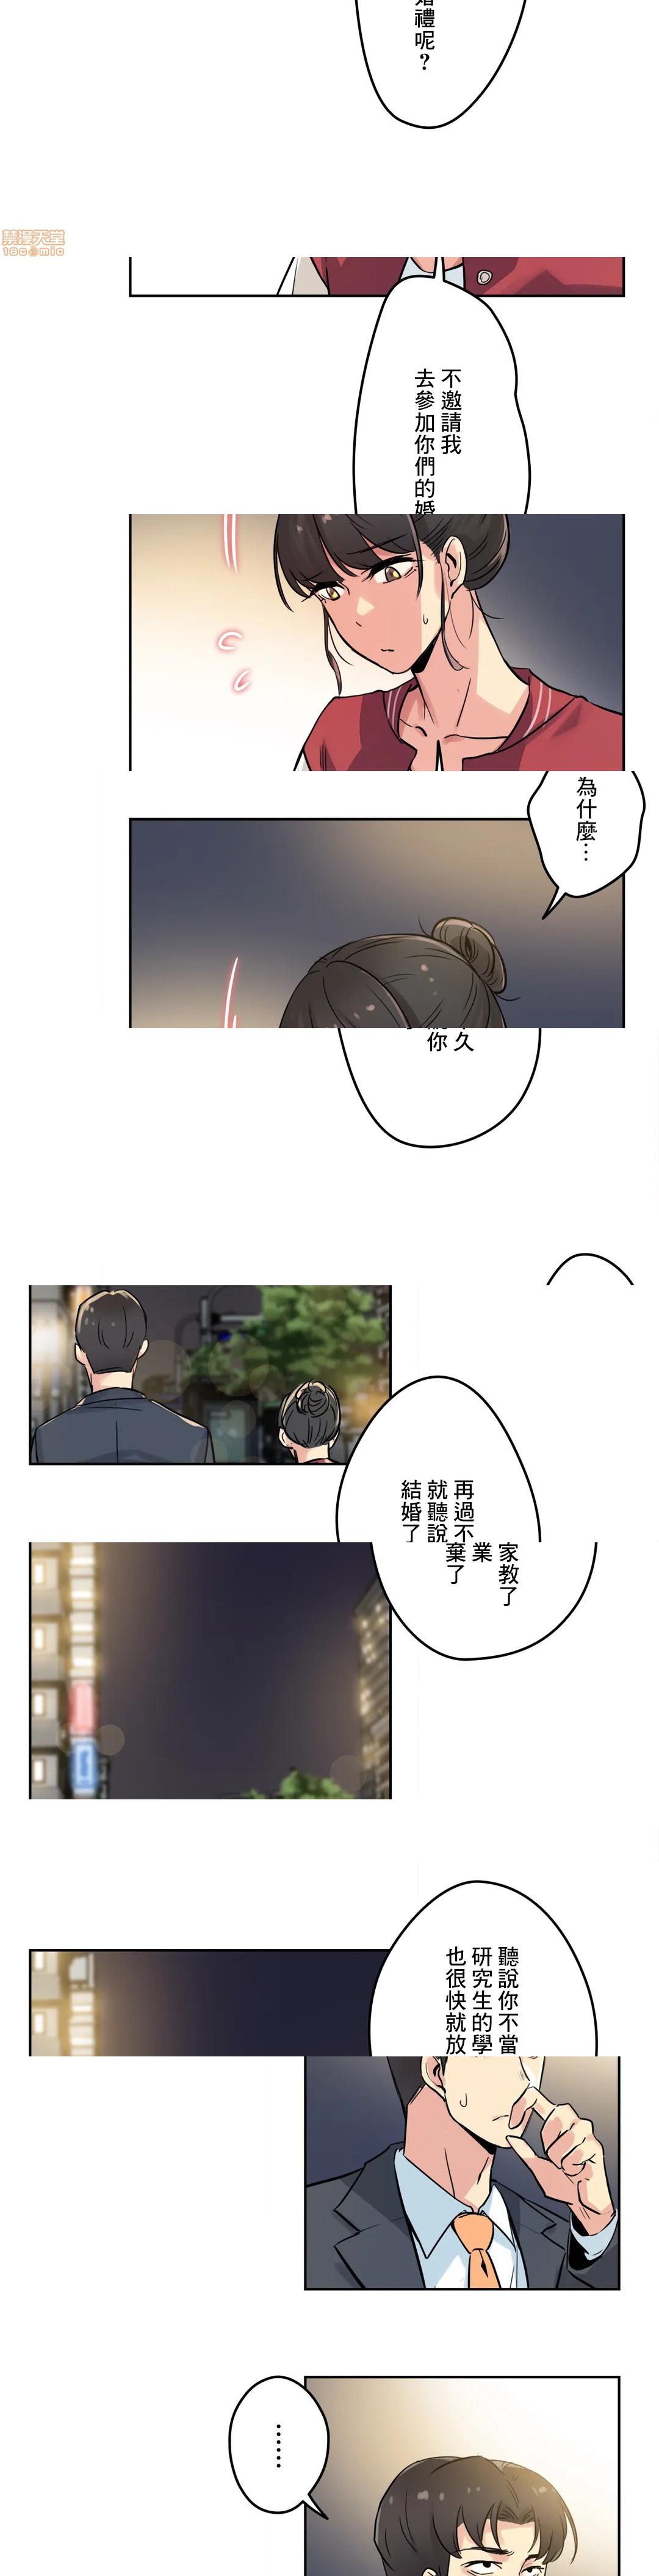 婚禮呢?
禁漫天堂
18comic
不邀請我
去參加你們的婚
為什麼…
久
你
再過不
就聽說
結婚了
家教了
業
棄了
聽說你不當
研究生的學
也很快就放
……